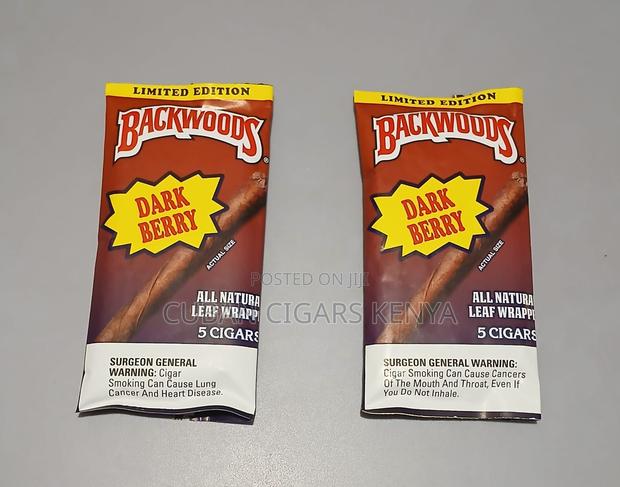 LIMITED EDITION
BACKWOODS®
DARK
BERRY
ACTUAL SIZE
ALL NATURA
LEAF WRAPP
5 CIGARS
SURGEON GENERAL
WARNING: Cigar
Smoking Can Cause Lung
Cancer And Heart Disease.
LIMITED EDITION
BACKWOODS®
DARK
BERRY
ACTUAL SIZE
ALL NATURA
LEAF WRAPP
5 CIGARS
SURGEON GENERAL WARNING:
Cigar Smoking Can Cause Cancers
Of The Mouth And Throat, Even If
You Do Not Inhale.
POSTED ON JIJI
CUBAN CIGARS KENYA